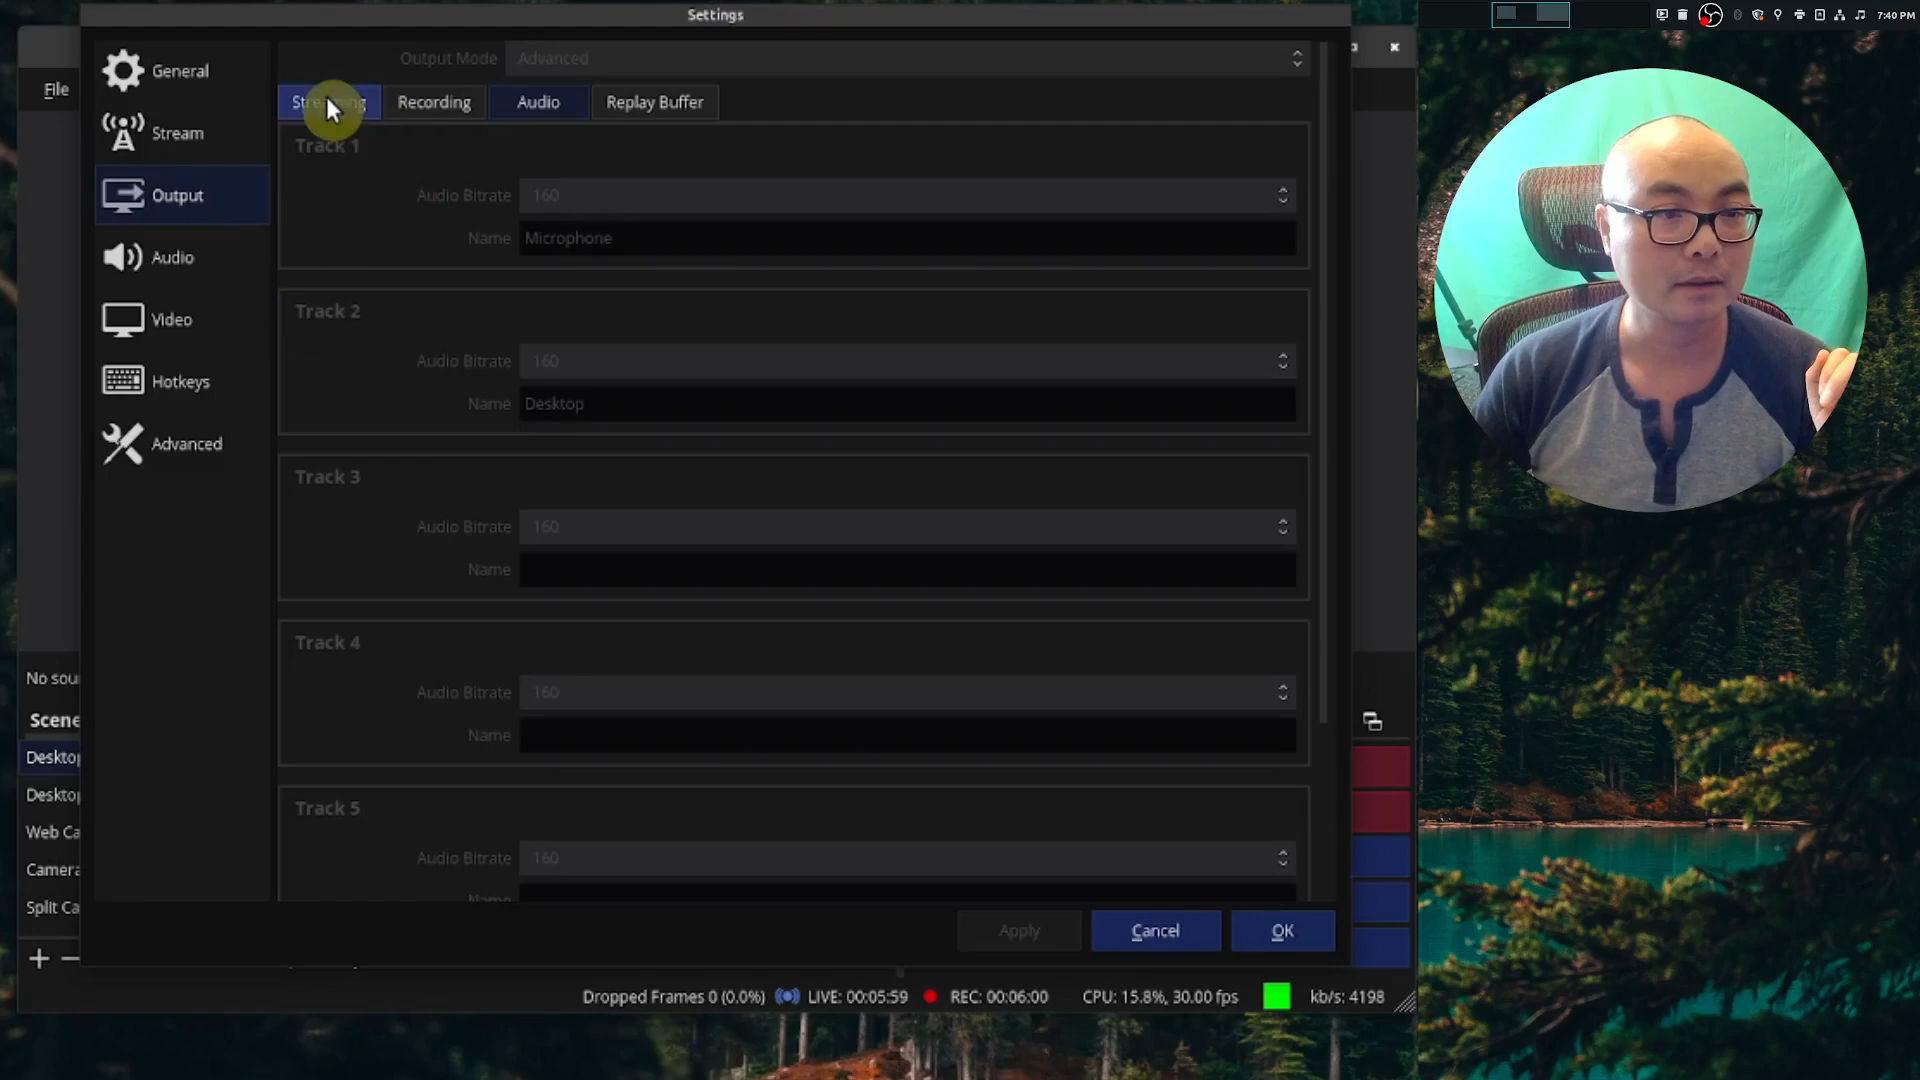 Settings
7:40 PM
General
Stream
Output
Audio
Video
Hotkeys
Advanced
File
Output Mode Advanced
Streaming Recording Audio Replay Buffer
Track 1
Audio Bitrate 160
Name Microphone
Track 2
Audio Bitrate 160
Name Desktop
Track 3
Audio Bitrate 160
Name
Track 4
Audio Bitrate 160
Name
Track 5
Audio Bitrate 160
Name
No sou
Scene
Desktop
Desktop
Web Ca
Camera
Split Ca
Apply Cancel OK
Dropped Frames 0 (0.0%) LIVE: 00:05:59 REC: 00:06:00 CPU: 15.8%, 30.00 fps kb/s: 4198